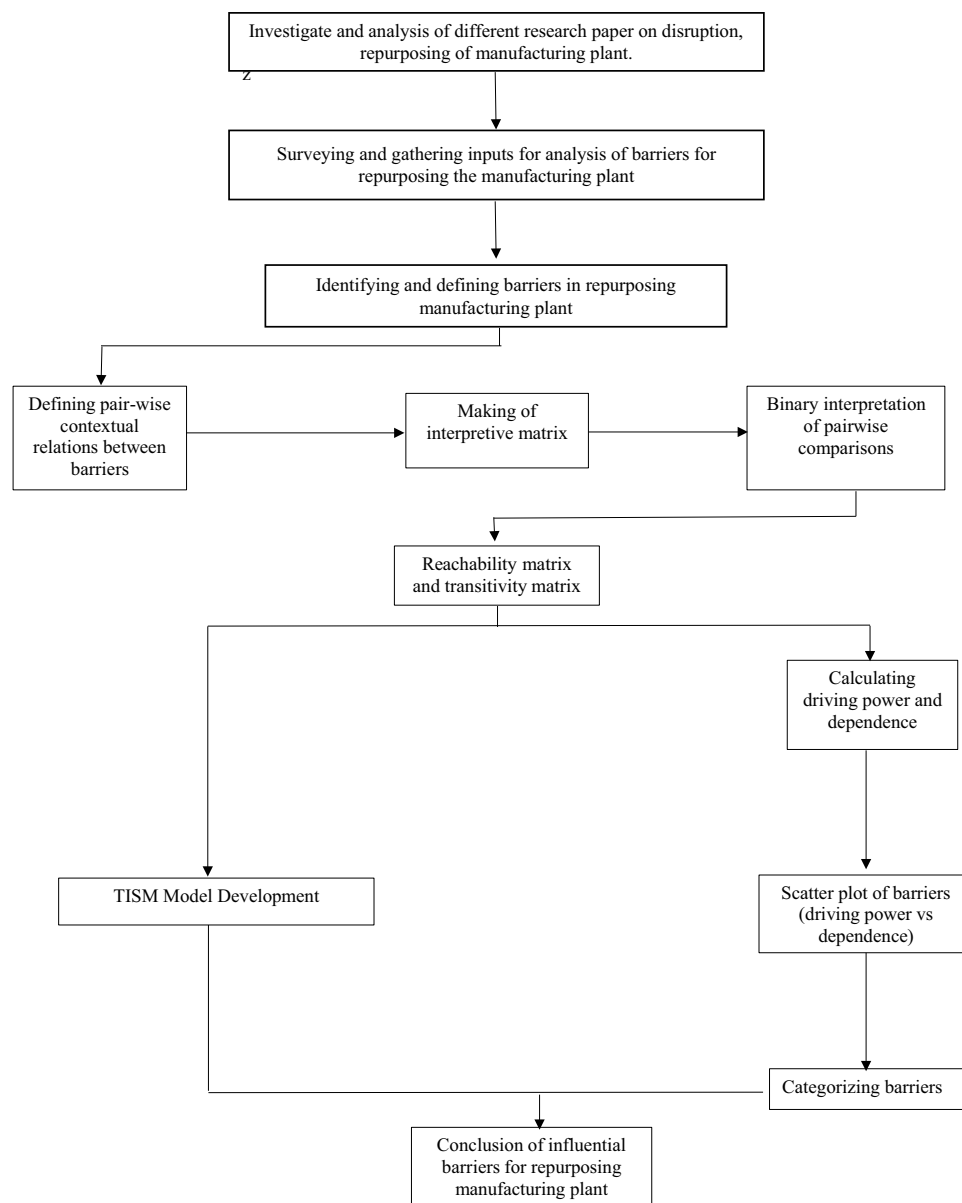 Investigate and analysis of different research paper on disruption,
repurposing of manufacturing plant.
z
Surveying and gathering inputs for analysis of barriers for
repurposing the manufacturing plant
Identifying and defining barriers in repurposing
manufacturing plant
Defining pair-wise
contextual
relations between
barriers
Making of
interpretive matrix
Binary interpretation
of pairwise
comparisons
Reachability matrix
and transitivity matrix
Calculating
driving power and
dependence
TISM Model Development
Scatter plot of barriers
(driving power vs
dependence)
Categorizing barriers
Conclusion of influential
barriers for repurposing
manufacturing plant